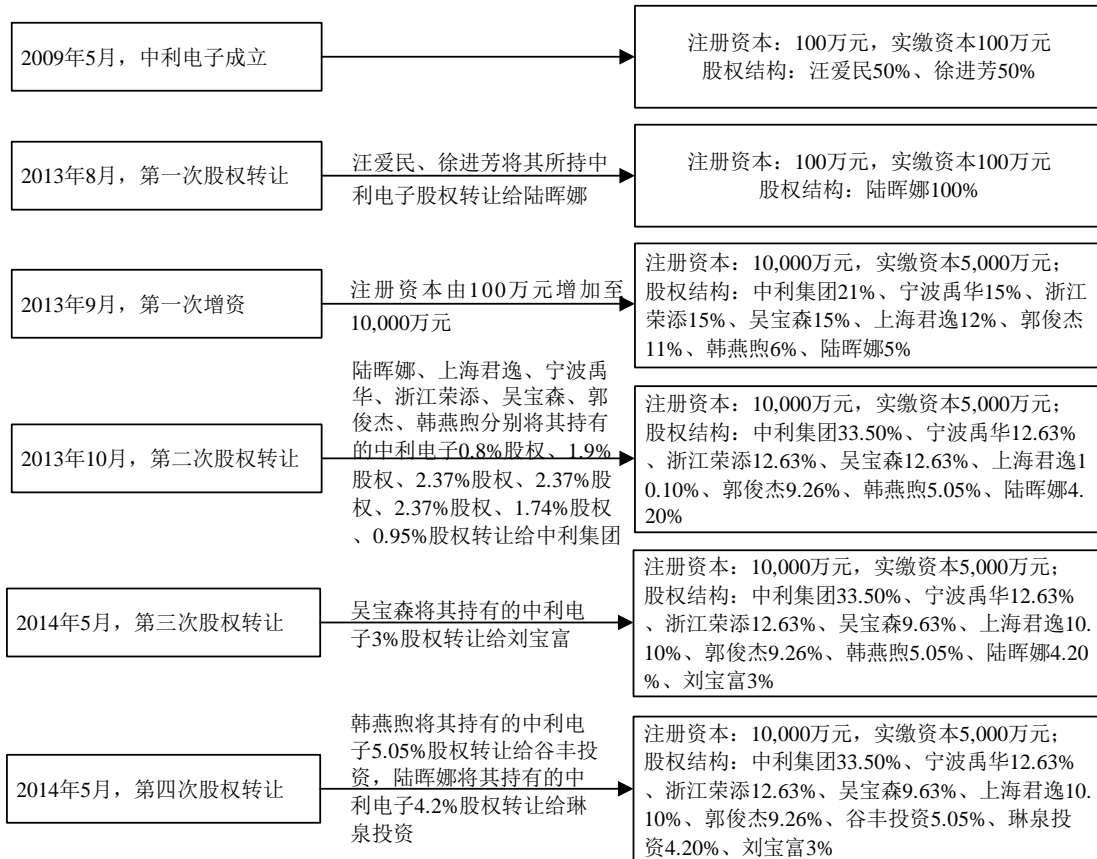 2009年5月，中利电子成立
注册资本：100万元，实缴资本100万元
股权结构：汪爱民50%、徐进芳50%
2013年8月，第一次股权转让
汪爱民、徐进芳将其所持中
利电子股权转让给陆晖娜
注册资本：100万元，实缴资本100万元
股权结构：陆晖娜100%
2013年9月，第一次增资
注册资本由100万元增加至
10,000万元
注册资本：10,000万元，实缴资本5,000万元；
股权结构：中利集团21%、宁波禹华15%、浙江
荣添15%、吴宝森15%、上海君逸12%、郭俊杰
11%、韩燕煦6%、陆晖娜5%
2013年10月，第二次股权转让
陆晖娜、上海君逸、宁波禹
华、浙江荣添、吴宝森、郭
俊杰、韩燕煦分别将其持有
的中利电子0.8%股权、1.9%
股权、2.37%股权、2.37%股
权、2.37%股权、1.74%股权
、0.95%股权转让给中利集团
注册资本：10,000万元，实缴资本5,000万元；
股权结构：中利集团33.50%、宁波禹华12.63%
、浙江荣添12.63%、吴宝森12.63%、上海君逸1
0.10%、郭俊杰9.26%、韩燕煦5.05%、陆晖娜4.
20%
2014年5月，第三次股权转让
吴宝森将其持有的中利电
子3%股权转让给刘宝富
注册资本：10,000万元，实缴资本5,000万元；
股权结构：中利集团33.50%、宁波禹华12.63%
、浙江荣添12.63%、吴宝森9.63%、上海君逸10.
10%、郭俊杰9.26%、韩燕煦5.05%、陆晖娜4.20
%、刘宝富3%
2014年5月，第四次股权转让
韩燕煦将其持有的中利电
子5.05%股权转让给谷丰投
资，陆晖娜将其持有的中
利电子4.2%股权转让给琳
泉投资
注册资本：10,000万元，实缴资本5,000万元；
股权结构：中利集团33.50%、宁波禹华12.63%
、浙江荣添12.63%、吴宝森9.63%、上海君逸10.
10%、郭俊杰9.26%、谷丰投资5.05%、琳泉投
资4.20%、刘宝富3%